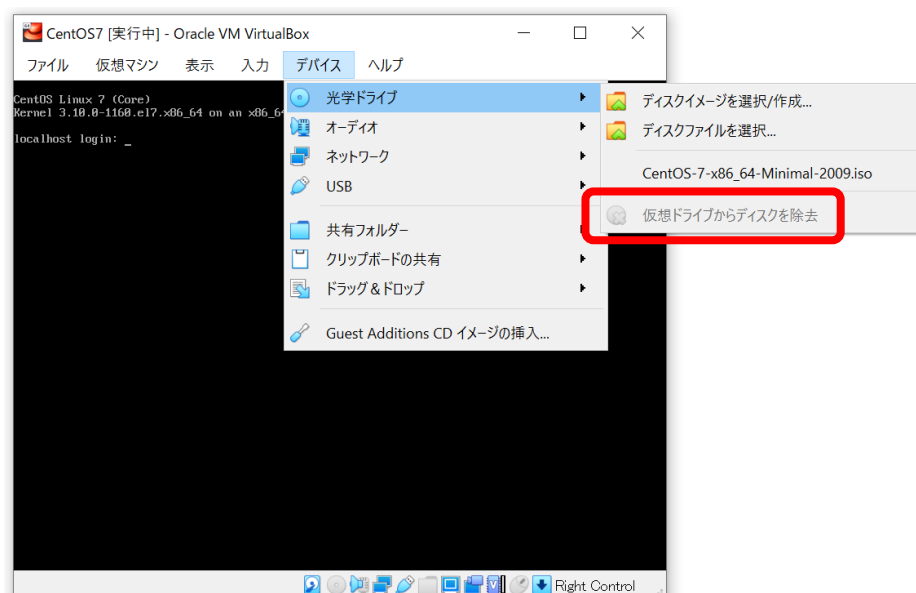 CentOS7 [実行中] - Oracle VM VirtualBox
ファイル 仮想マシン 表示 入力 デバイス ヘルプ
CentOS Linux 7 (Core)
Kernel 3.10.0-1160.el7.x86_64 on an x86_64
localhost login: _
光学ドライブ
オーディオ
ネットワーク
USB
共有フォルダー
クリップボードの共有
ドラッグ＆ドロップ
Guest Additions CD イメージの挿入...
ディスクイメージを選択/作成...
ディスクファイルを選択...
CentOS-7-x86_64-Minimal-2009.iso
仮想ドライブからディスクを除去
Right Control